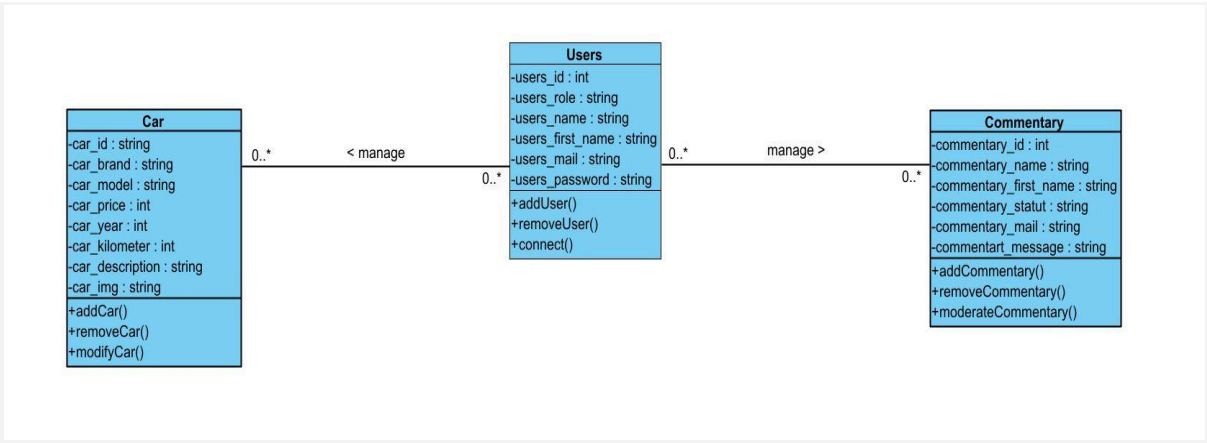 Car
-car_id : string
-car_brand : string
-car_model : string
-car_price : int
-car_year : int
-car_kilometer : int
-car_description : string
-car_img : string
+addCar()
+removeCar()
+modifyCar()
0..*
< manage
0..*
Users
-users_id : int
-users_role : string
-users_name : string
-users_first_name : string
-users_mail : string
-users_password : string
+addUser()
+removeUser()
+connect()
0..*
manage >
0..*
Commentary
-commentary_id : int
-commentary_name : string
-commentary_first_name : string
-commentary_statut : string
-commentary_mail : string
-commentart_message : string
+addCommentary()
+removeCommentary()
+moderateCommentary()